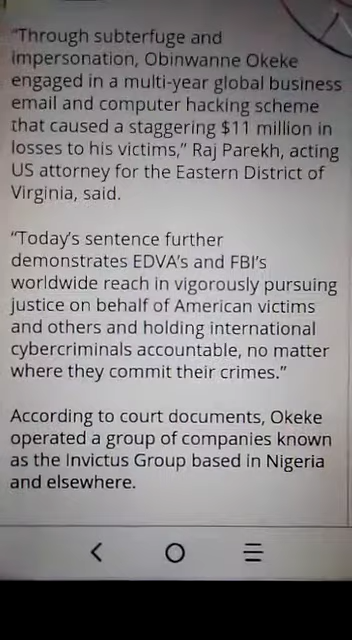 “Through subterfuge and
impersonation, Obinwanne Okeke
engaged in a multi-year global business
email and computer hacking scheme
that caused a staggering $11 million in
losses to his victims,” Raj Parekh, acting
US attorney for the Eastern District of
Virginia, said.
“Today’s sentence further
demonstrates EDVA’s and FBI’s
worldwide reach in vigorously pursuing
justice on behalf of American victims
and others and holding international
cybercriminals accountable, no matter
where they commit their crimes.”
According to court documents, Okeke
operated a group of companies known
as the Invictus Group based in Nigeria
and elsewhere.